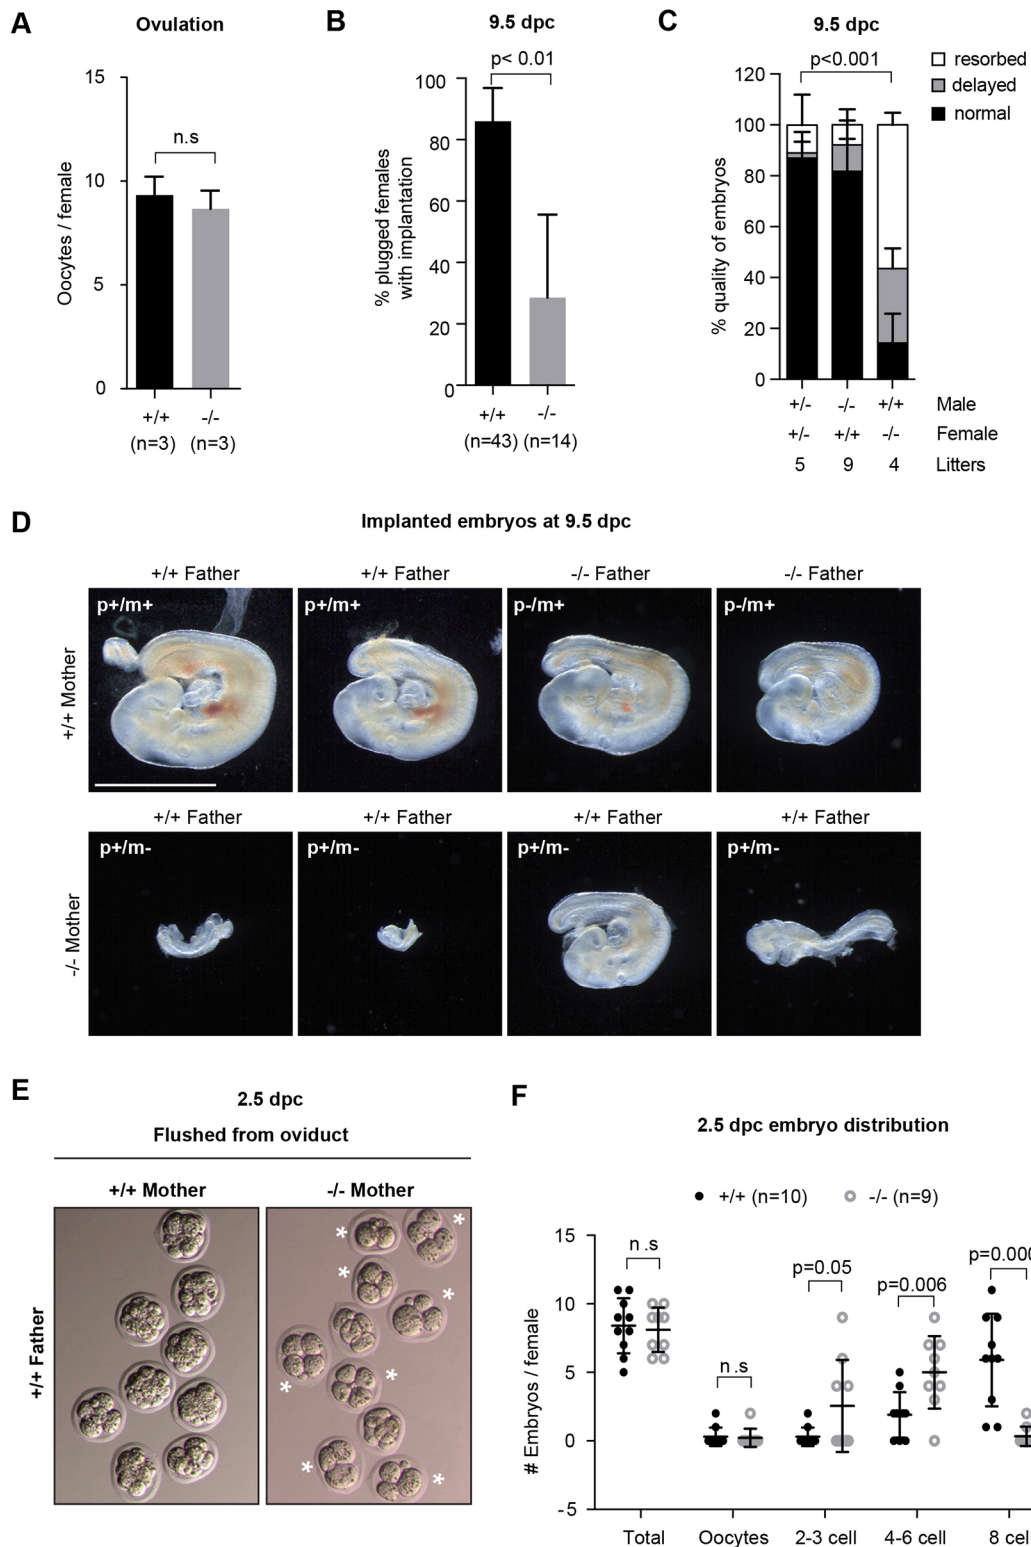 A
Ovulation
15
10
5
0
Oocytes / female
n.s
+/+
-/-
(n=3)
(n=3)
B
9.5 dpc
p< 0.01
100
80
60
40
20
0
% plugged females
with implantation
+/+
-/-
(n=43)
(n=14)
C
9.5 dpc
p<0.001
resorbed
delayed
normal
120
100
80
60
40
20
0
% quality of embryos
+/-
-/-
+/+
Male
+/-
+/+
-/-
Female
5
9
4
Litters
D
Implanted embryos at 9.5 dpc
+/+ Father
+/+ Father
-/- Father
-/- Father
+/+ Mother
p+/m+
p+/m+
p-/m+
p-/m+
+/+ Father
+/+ Father
+/+ Father
+/+ Father
-/- Mother
p+/m-
p+/m-
p+/m-
p+/m-
E
2.5 dpc
Flushed from oviduct
+/+ Mother
-/- Mother
+/+ Father
*
*
*
*
*
*
*
*
F
2.5 dpc embryo distribution
+/+ (n=10)
-/- (n=9)
15
10
5
0
-5
# Embryos / female
n .s
n.s
p=0.05
p=0.006
p=0.000
Total
Oocytes
2-3 cell
4-6 cell
8 cell